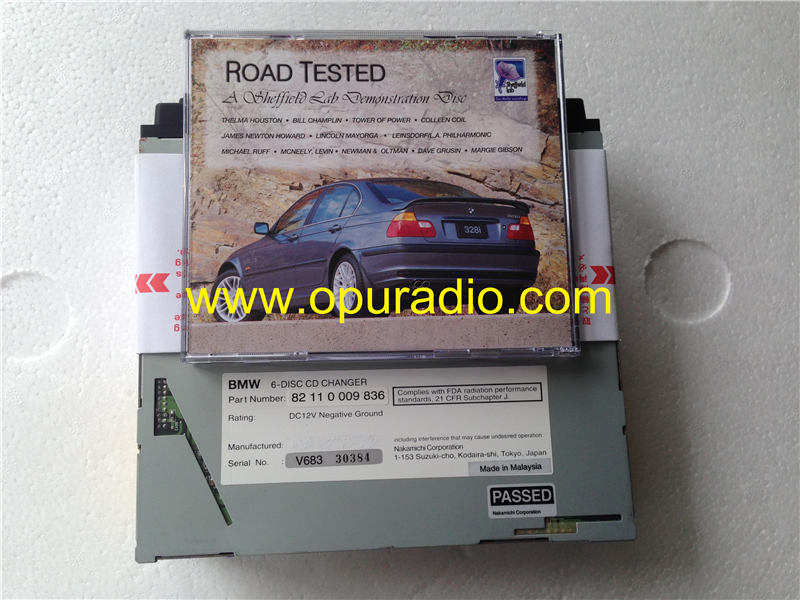 ROAD TESTED
A Sheffield Lab Demonstration Disc
Sheffield
lab
THELMA HOUSTON • BILL CHAMPLIN • TOWER OF POWER • COLLEEN COIL
JAMES NEWTON HOWARD • LINCOLN MAYORGA • LEINSDORF/L.A. PHILHARMONIC
MICHAEL RUFF • MCNEELY, LEVIN • NEWMAN & OLTMAN • DAVE GRUSIN • MARGIE GIBSON
328i
www.opuradio.com
BMW 6-DISC CD CHANGER
Part Number: 82 11 0 009 836
Complies with FDA radiation performance
standards, 21 CFR Subchapter J.
Rating: DC12V Negative Ground
including interference that may cause undesired operation.
Manufactured:
Nakamichi Corporation
1-153 Suzuki-cho, Kodaira-shi, Tokyo, Japan
Serial No. : V683 30384
Made in Malaysia
PASSED
Nakamichi Corporation